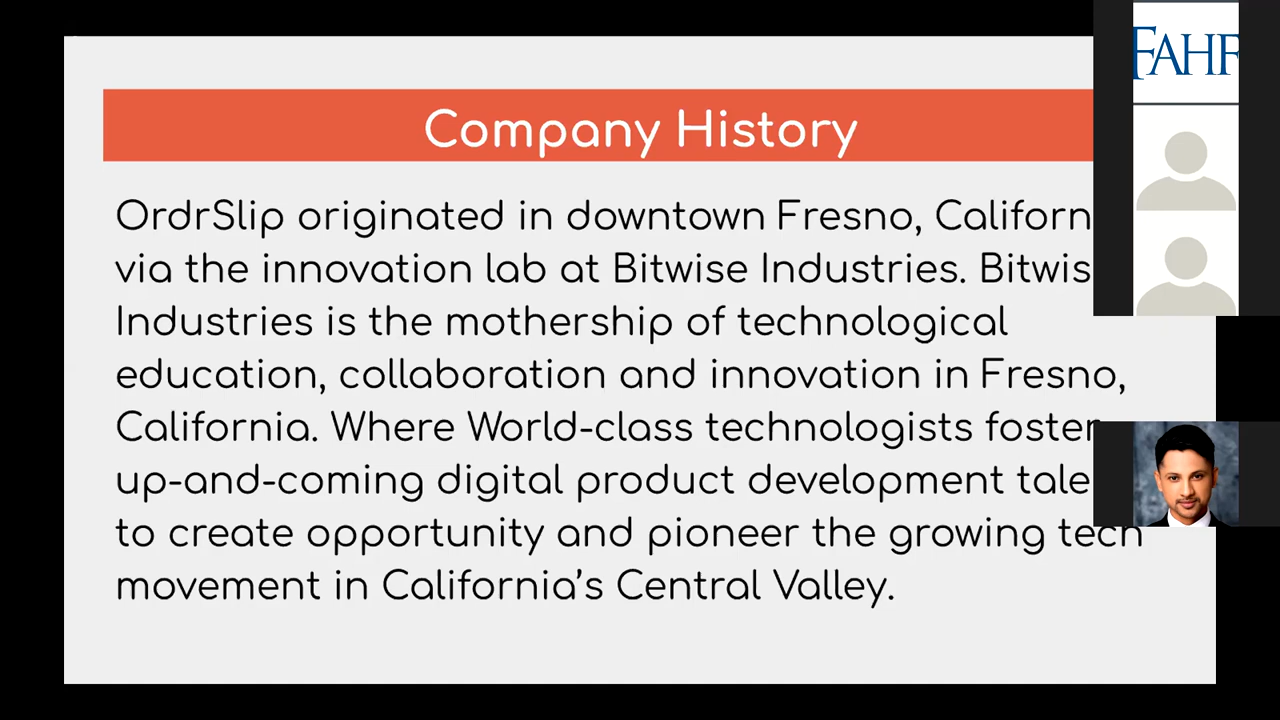 Company History
OrdrSlip originated in downtown Fresno, Californ
via the innovation lab at Bitwise Industries. Bitwis
Industries is the mothership of technological
education, collaboration and innovation in Fresno,
California. Where World-class technologists foster
up-and-coming digital product development tale
to create opportunity and pioneer the growing tech
movement in California's Central Valley.
FAHF